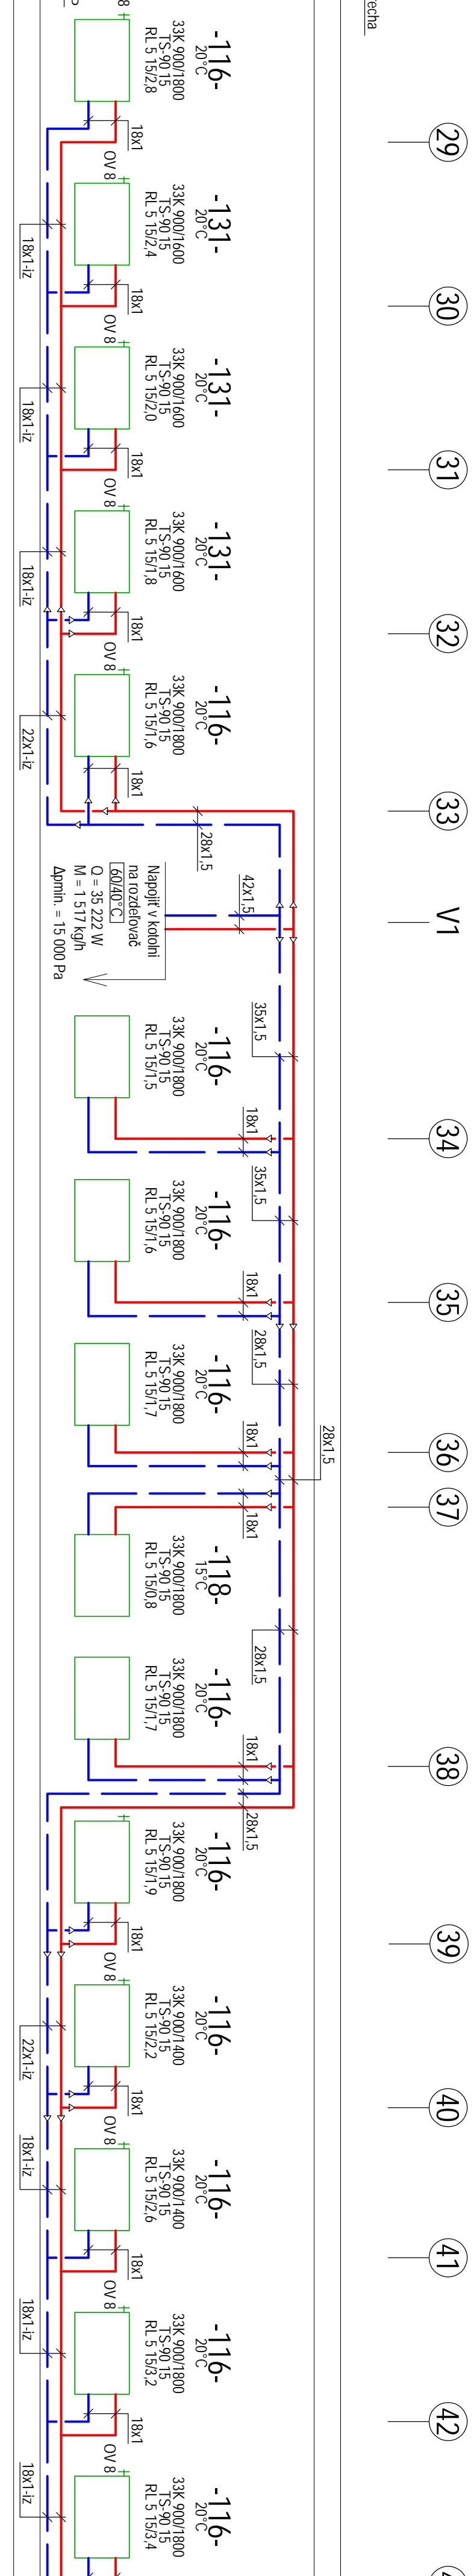 recha
8
-116-
20°C
33K 900/1800
TS-90 15
RL 5 15/2,8
18x1
29
OV 8
-131-
20°C
33K 900/1600
TS-90 15
RL 5 15/2,4
18x1-iz
18x1
30
OV 8
-131-
20°C
33K 900/1600
TS-90 15
RL 5 15/2,0
18x1-iz
18x1
31
OV 8
-131-
20°C
33K 900/1600
TS-90 15
RL 5 15/1,8
18x1-iz
18x1
32
OV 8
-116-
20°C
33K 900/1800
TS-90 15
RL 5 15/1,6
22x1-iz
18x1
33
28x1,5
42x1,5
V1
Napojiť v kotolni
na rozdeľovač
60/40°C
Q = 35 222 W
M = 1 517 kg/h
Δpmin. = 15 000 Pa
35x1,5
-116-
20°C
33K 900/1800
TS-90 15
RL 5 15/1,5
18x1
34
35x1,5
-116-
20°C
33K 900/1800
TS-90 15
RL 5 15/1,6
18x1
35
28x1,5
-116-
20°C
33K 900/1800
TS-90 15
RL 5 15/1,7
18x1
36
28x1,5
37
18x1
-118-
15°C
33K 900/1800
TS-90 15
RL 5 15/0,8
28x1,5
-116-
20°C
33K 900/1800
TS-90 15
RL 5 15/1,7
18x1
38
28x1,5
-116-
20°C
33K 900/1800
TS-90 15
RL 5 15/1,9
18x1
39
OV 8
-116-
20°C
33K 900/1400
TS-90 15
RL 5 15/2,2
22x1-iz
18x1
40
OV 8
-116-
20°C
33K 900/1400
TS-90 15
RL 5 15/2,6
18x1-iz
18x1
41
OV 8
-116-
20°C
33K 900/1800
TS-90 15
RL 5 15/3,2
18x1-iz
18x1
42
OV 8
-116-
20°C
33K 900/1800
TS-90 15
RL 5 15/3,4
18x1-iz